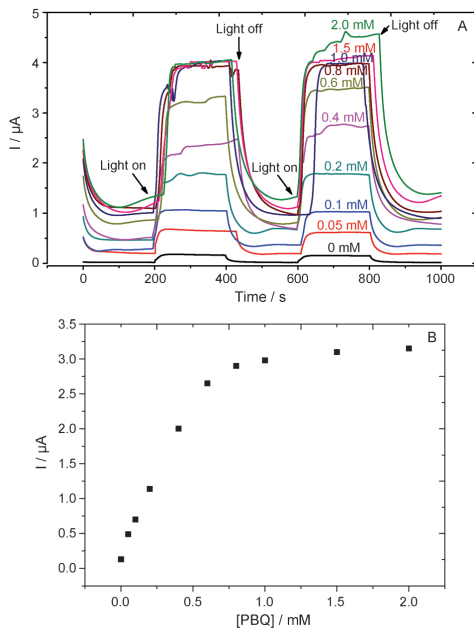 A
Light off
Light off
2.0 mM
1.5 mM
1.0 mM
0.8 mM
0.6 mM
0.4 mM
Light on
Light on
0.2 mM
0.1 mM
0.05 mM
0 mM
5
4
3
2
1
0
I / µA
0 200 400 600 800 1000
Time / s
B
3.5
3.0
2.5
2.0
1.5
1.0
0.5
0.0
I / µA
0.0 0.5 1.0 1.5 2.0
[PBQ] / mM